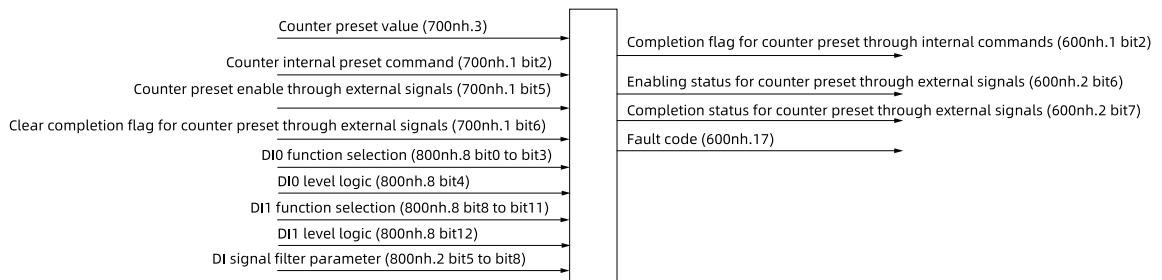 Counter preset value (700nh.3)
Counter internal preset command (700nh.1 bit2)
Counter preset enable through external signals (700nh.1 bit5)
Clear completion flag for counter preset through external signals (700nh.1 bit6)
DI0 function selection (800nh.8 bit0 to bit3)
DI0 level logic (800nh.8 bit4)
DI1 function selection (800nh.8 bit8 to bit11)
DI1 level logic (800nh.8 bit12)
DI signal filter parameter (800nh.2 bit5 to bit8)
Completion flag for counter preset through internal commands (600nh.1 bit2)
Enabling status for counter preset through external signals (600nh.2 bit6)
Completion status for counter preset through external signals (600nh.2 bit7)
Fault code (600nh.17)